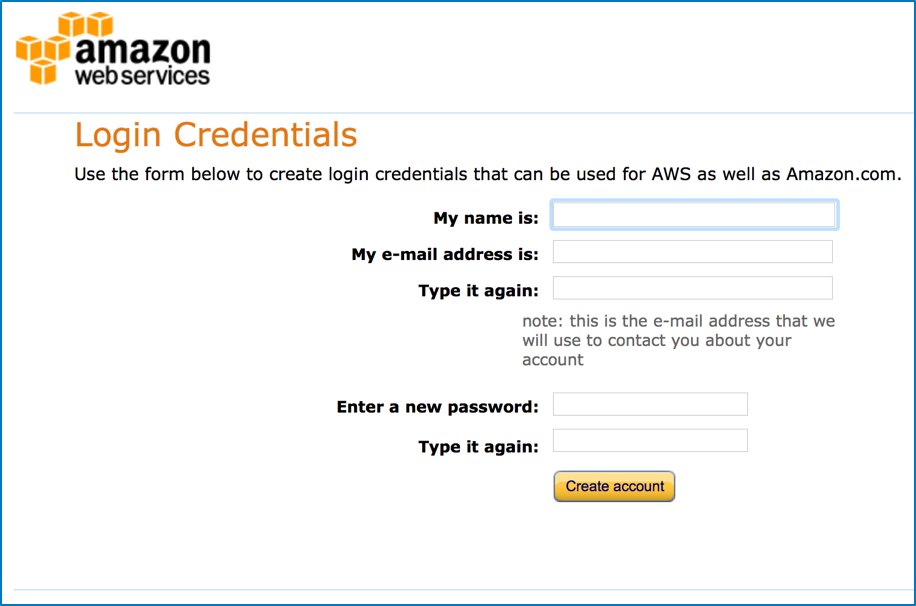 amazon
web services
Login Credentials
Use the form below to create login credentials that can be used for AWS as well as Amazon.com.
My name is:
My e-mail address is:
Type it again:
note: this is the e-mail address that we
will use to contact you about your
account
Enter a new password:
Type it again:
Create account